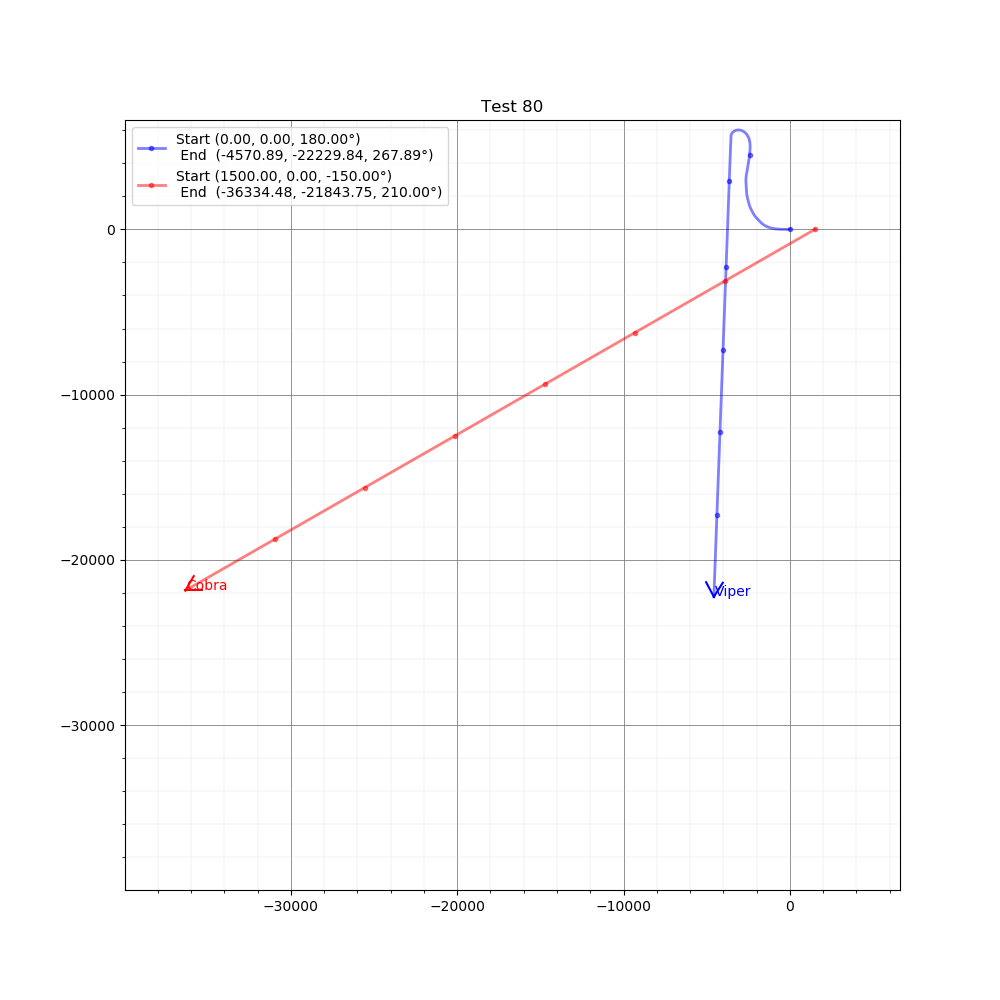 Test 80
Start (0.00, 0.00, 180.00°)
End  (-4570.89, -22229.84, 267.89°)
Start (1500.00, 0.00, -150.00°)
End  (-36334.48, -21843.75, 210.00°)
0
−10000
−20000
−30000
Cobra
Viper
−30000
−20000
−10000
0